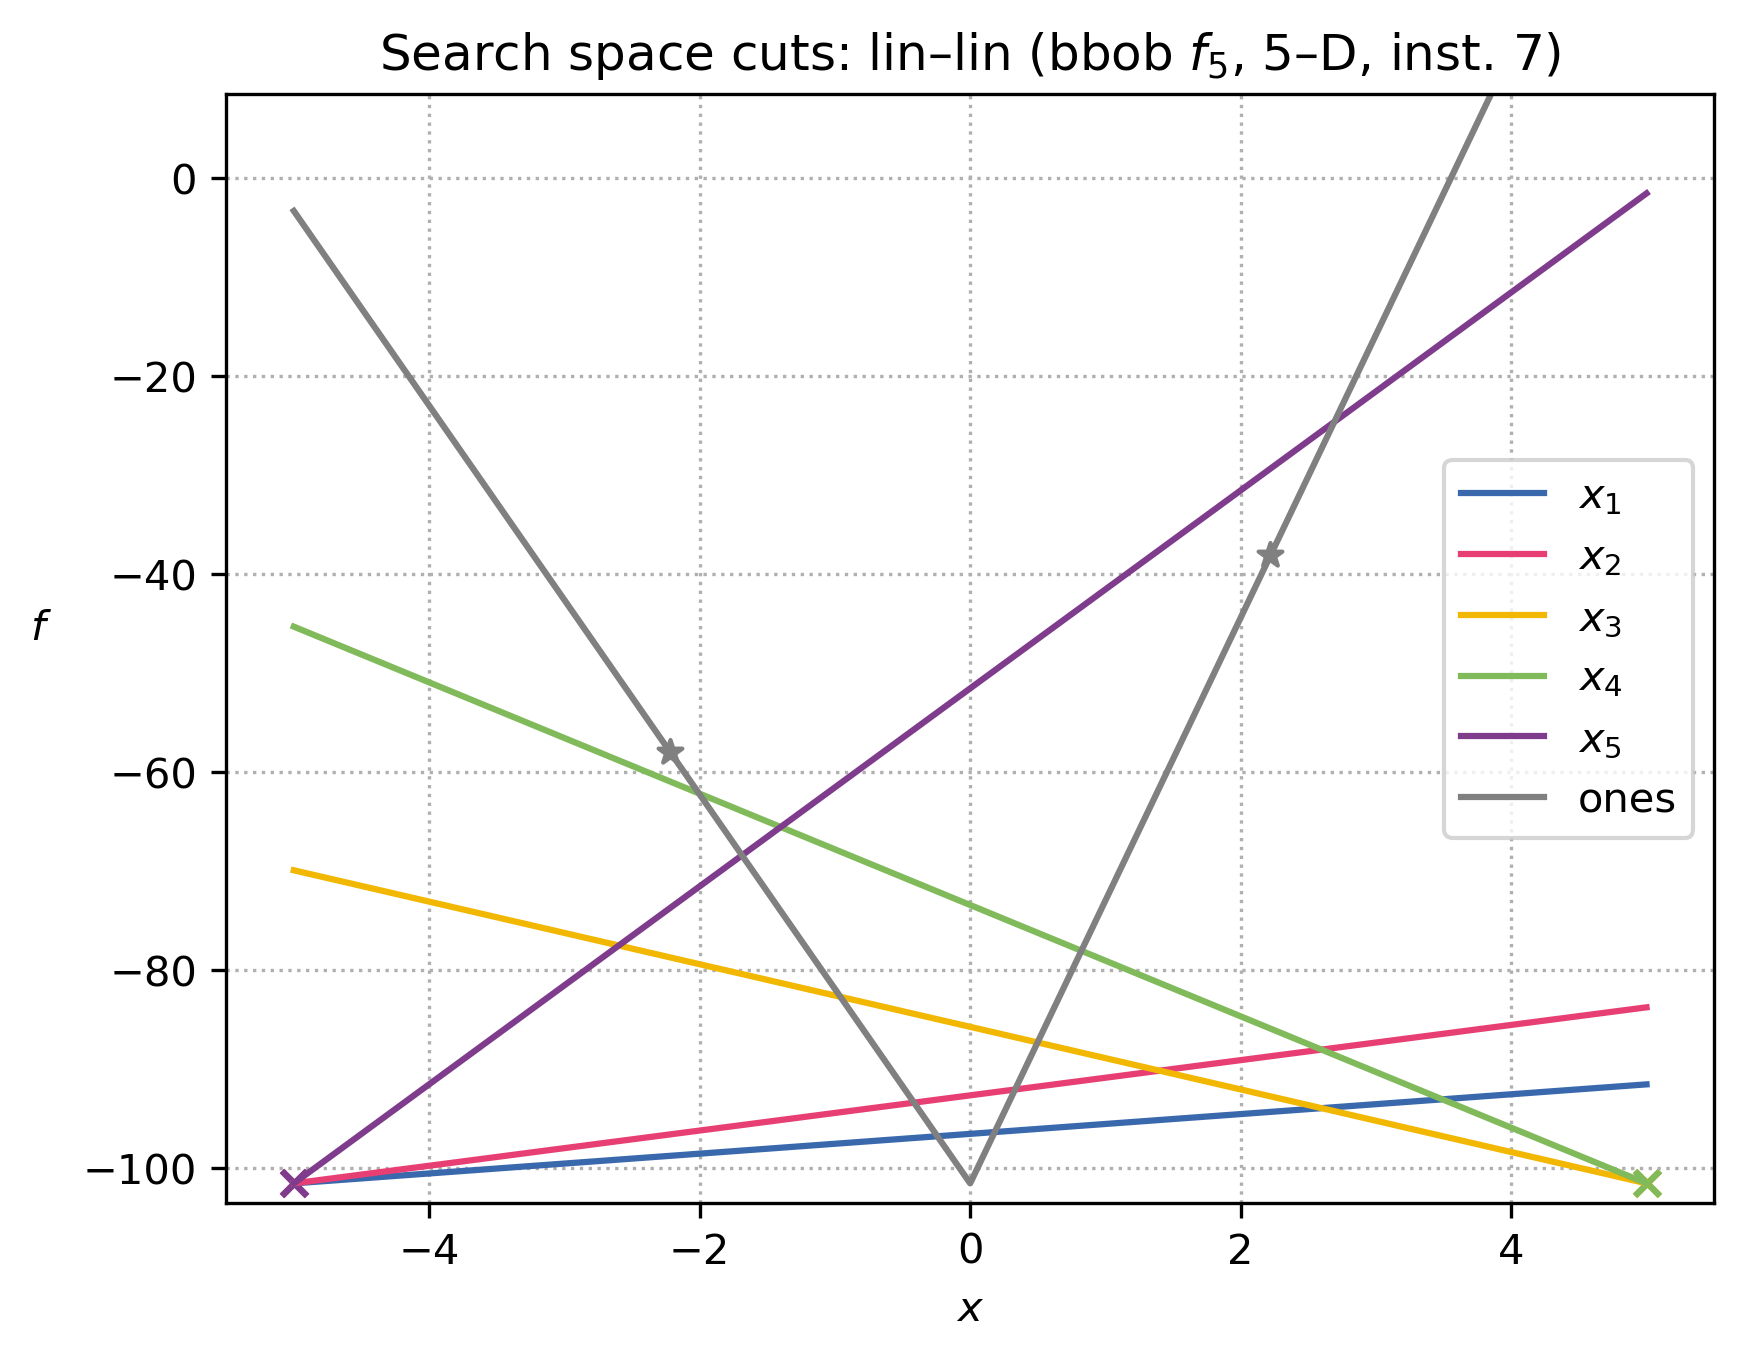 Search space cuts: lin–lin (bbob f₅, 5–D, inst. 7)
0
−20
−40
−60
−80
−100
f
−4
−2
0
2
4
x
x₁
x₂
x₃
x₄
x₅
ones